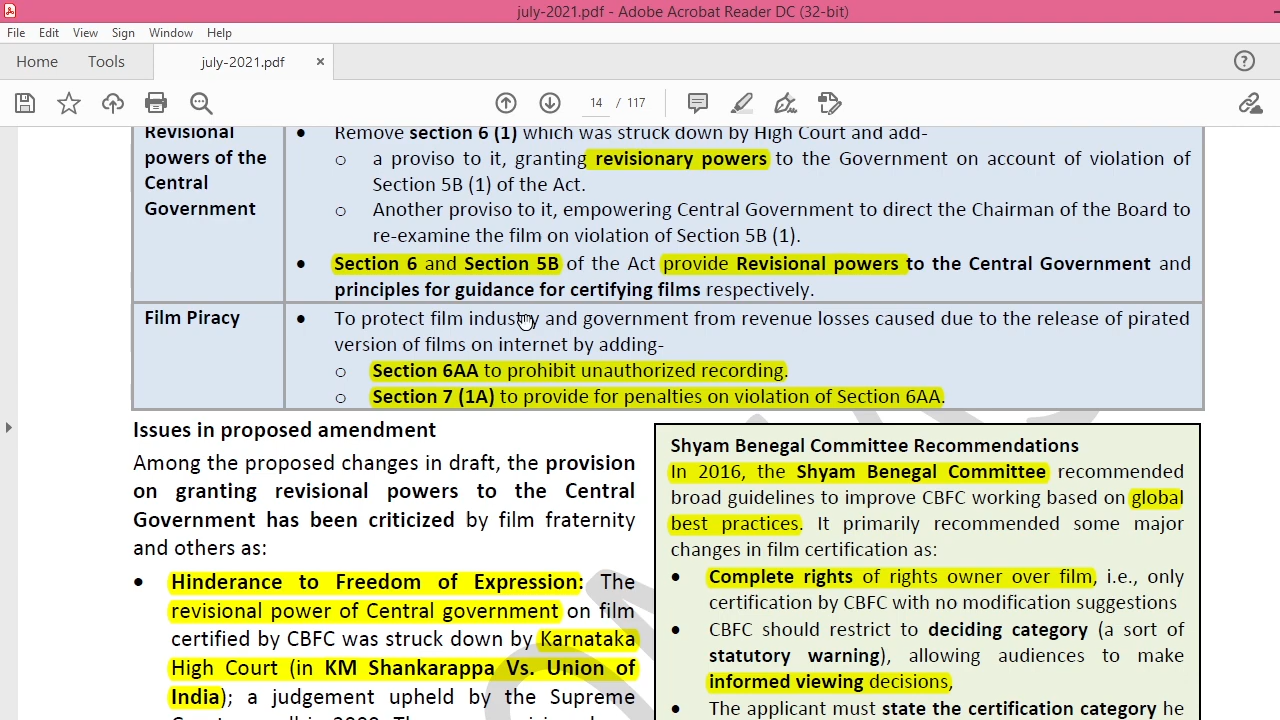 july-2021.pdf - Adobe Acrobat Reader DC (32-bit)
File Edit View Sign Window Help
Home Tools july-2021.pdf ×
14 / 117
Revisional powers of the Central Government
• Remove section 6 (1) which was struck down by High Court and add-
o a proviso to it, granting revisionary powers to the Government on account of violation of
Section 5B (1) of the Act.
o Another proviso to it, empowering Central Government to direct the Chairman of the Board to
re-examine the film on violation of Section 5B (1).
• Section 6 and Section 5B of the Act provide Revisional powers to the Central Government and
principles for guidance for certifying films respectively.
Film Piracy
• To protect film industry and government from revenue losses caused due to the release of pirated
version of films on internet by adding-
o Section 6AA to prohibit unauthorized recording.
o Section 7 (1A) to provide for penalties on violation of Section 6AA.
Issues in proposed amendment
Among the proposed changes in draft, the provision
on granting revisional powers to the Central
Government has been criticized by film fraternity
and others as:
• Hinderance to Freedom of Expression: The
revisional power of Central government on film
certified by CBFC was struck down by Karnataka
High Court (in KM Shankarappa Vs. Union of
India); a judgement upheld by the Supreme
Shyam Benegal Committee Recommendations
In 2016, the Shyam Benegal Committee recommended
broad guidelines to improve CBFC working based on global
best practices. It primarily recommended some major
changes in film certification as:
• Complete rights of rights owner over film, i.e., only
certification by CBFC with no modification suggestions
• CBFC should restrict to deciding category (a sort of
statutory warning), allowing audiences to make
informed viewing decisions,
• The applicant must state the certification category he